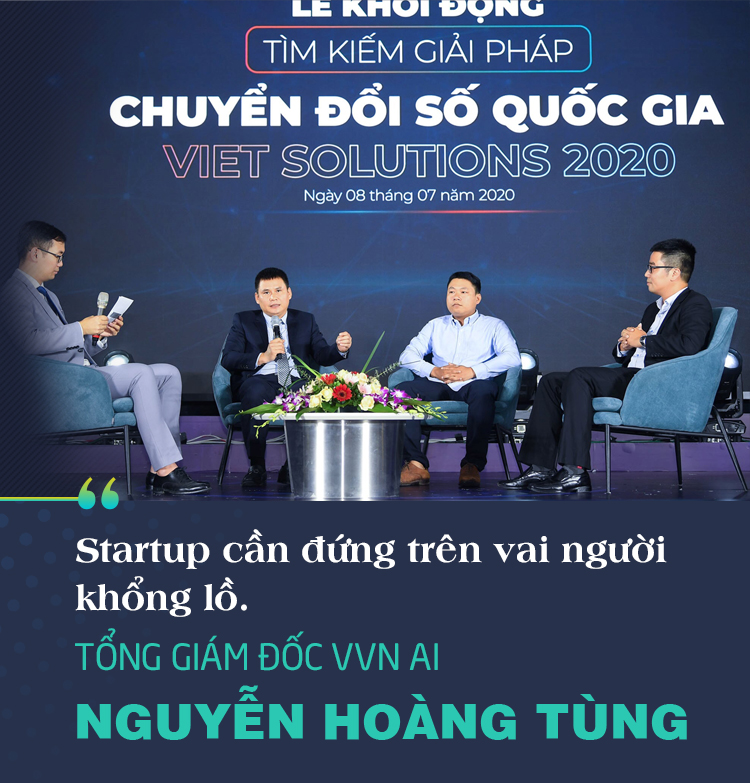 LỄ KHỞI ĐỘNG
TÌM KIẾM GIẢI PHÁP
CHUYỂN ĐỔI SỐ QUỐC GIA
VIET SOLUTIONS 2020
Ngày 08 tháng 07 năm 2020
Startup cần đứng trên vai người
khổng lồ.
TỔNG GIÁM ĐỐC VVN AI
NGUYỄN HOÀNG TÙNG